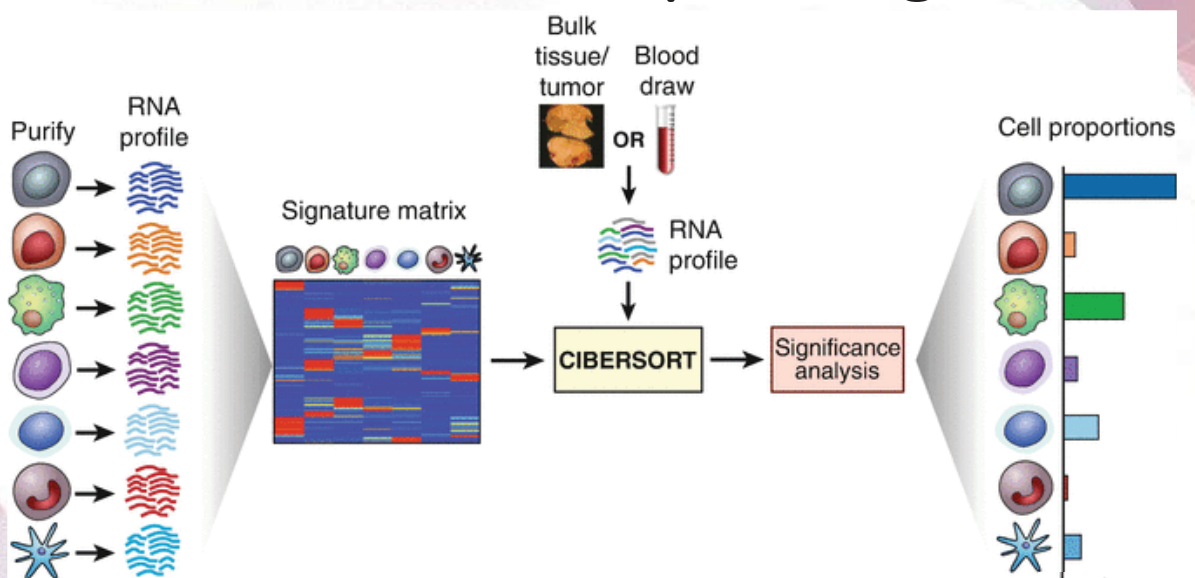 Bulk
tissue/
tumor
Blood
draw
OR
Purify
RNA
profile
Signature matrix
RNA
profile
CIBERSORT
Significance
analysis
Cell proportions